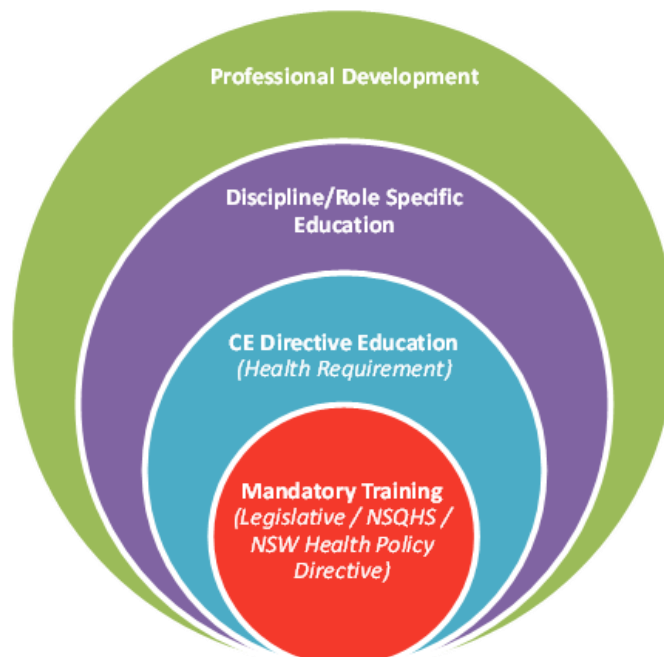 Professional Development
Discipline/Role Specific
Education
CE Directive Education
(Health Requirement)
Mandatory Training
(Legislative / NSQHS /
NSW Health Policy
Directive)